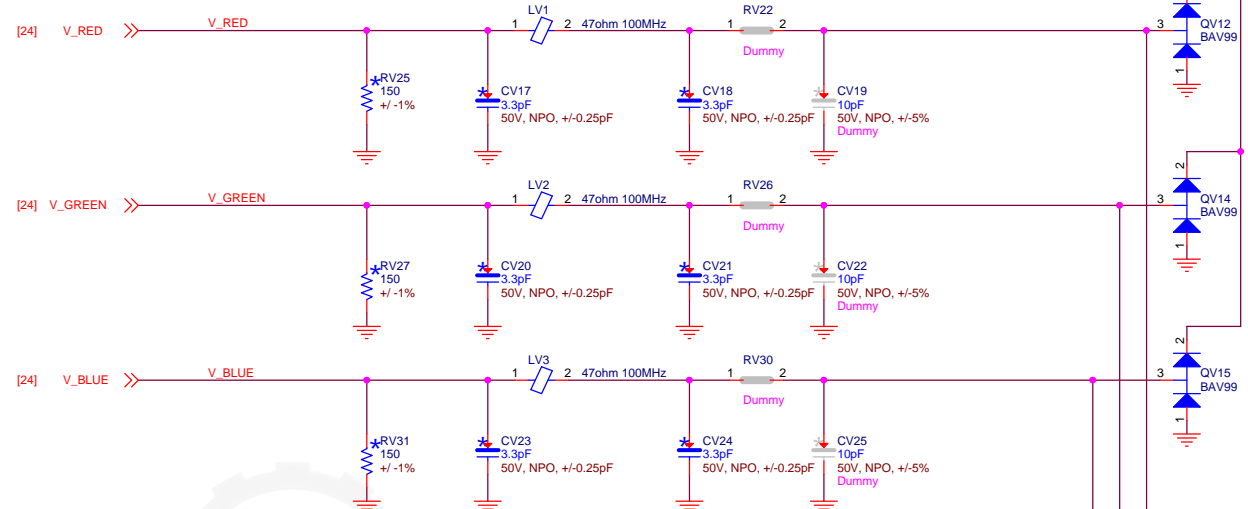 [24] V_RED V_RED 1 LV1 2 47ohm 100MHz 1 RV22 2 Dummy 3 QV12 BAV99 1
RV25
150
+/ -1%
CV17
3.3pF
50V, NPO, +/-0.25pF
CV18
3.3pF
50V, NPO, +/-0.25pF
CV19
10pF
50V, NPO, +/-5%
Dummy
[24] V_GREEN V_GREEN 1 LV2 2 47ohm 100MHz 1 RV26 2 Dummy 2 3 QV14 BAV99 1
RV27
150
+/ -1%
CV20
3.3pF
50V, NPO, +/-0.25pF
CV21
3.3pF
50V, NPO, +/-0.25pF
CV22
10pF
50V, NPO, +/-5%
Dummy
[24] V_BLUE V_BLUE 1 LV3 2 47ohm 100MHz 1 RV30 2 Dummy 2 3 QV15 BAV99 1
RV31
150
+/ -1%
CV23
3.3pF
50V, NPO, +/-0.25pF
CV24
3.3pF
50V, NPO, +/-0.25pF
CV25
10pF
50V, NPO, +/-5%
Dummy